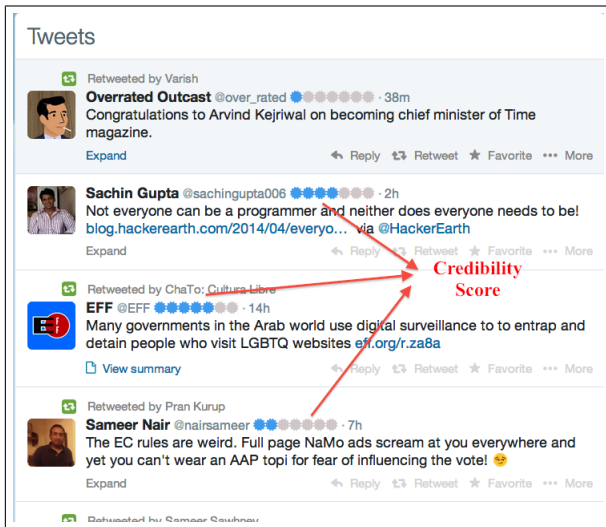 Tweets
Retweeted by Varish
Overrated Outcast @over_rated · 38m
Congratulations to Arvind Kejriwal on becoming chief minister of Time
magazine.
Expand Reply Retweet Favorite More
Sachin Gupta @sachingupta006 · 2h
Not everyone can be a programmer and neither does everyone needs to be!
blog.hackerearth.com/2014/04/everyo… via @HackerEarth
Expand Reply Retweet Favorite More
Credibility
Score
Retweeted by ChaTo: Cultura Libre
EFF @EFF · 14h
Many governments in the Arab world use digital surveillance to to entrap and
detain people who visit LGBTQ websites eff.org/r.za8a
View summary Reply Retweet Favorite More
Retweeted by Pran Kurup
Sameer Nair @nairsameer · 7h
The EC rules are weird. Full page NaMo ads scream at you everywhere and
yet you can't wear an AAP topi for fear of influencing the vote! 😏
Expand Reply Retweet Favorite More
Retweeted by Sameer Sawhney